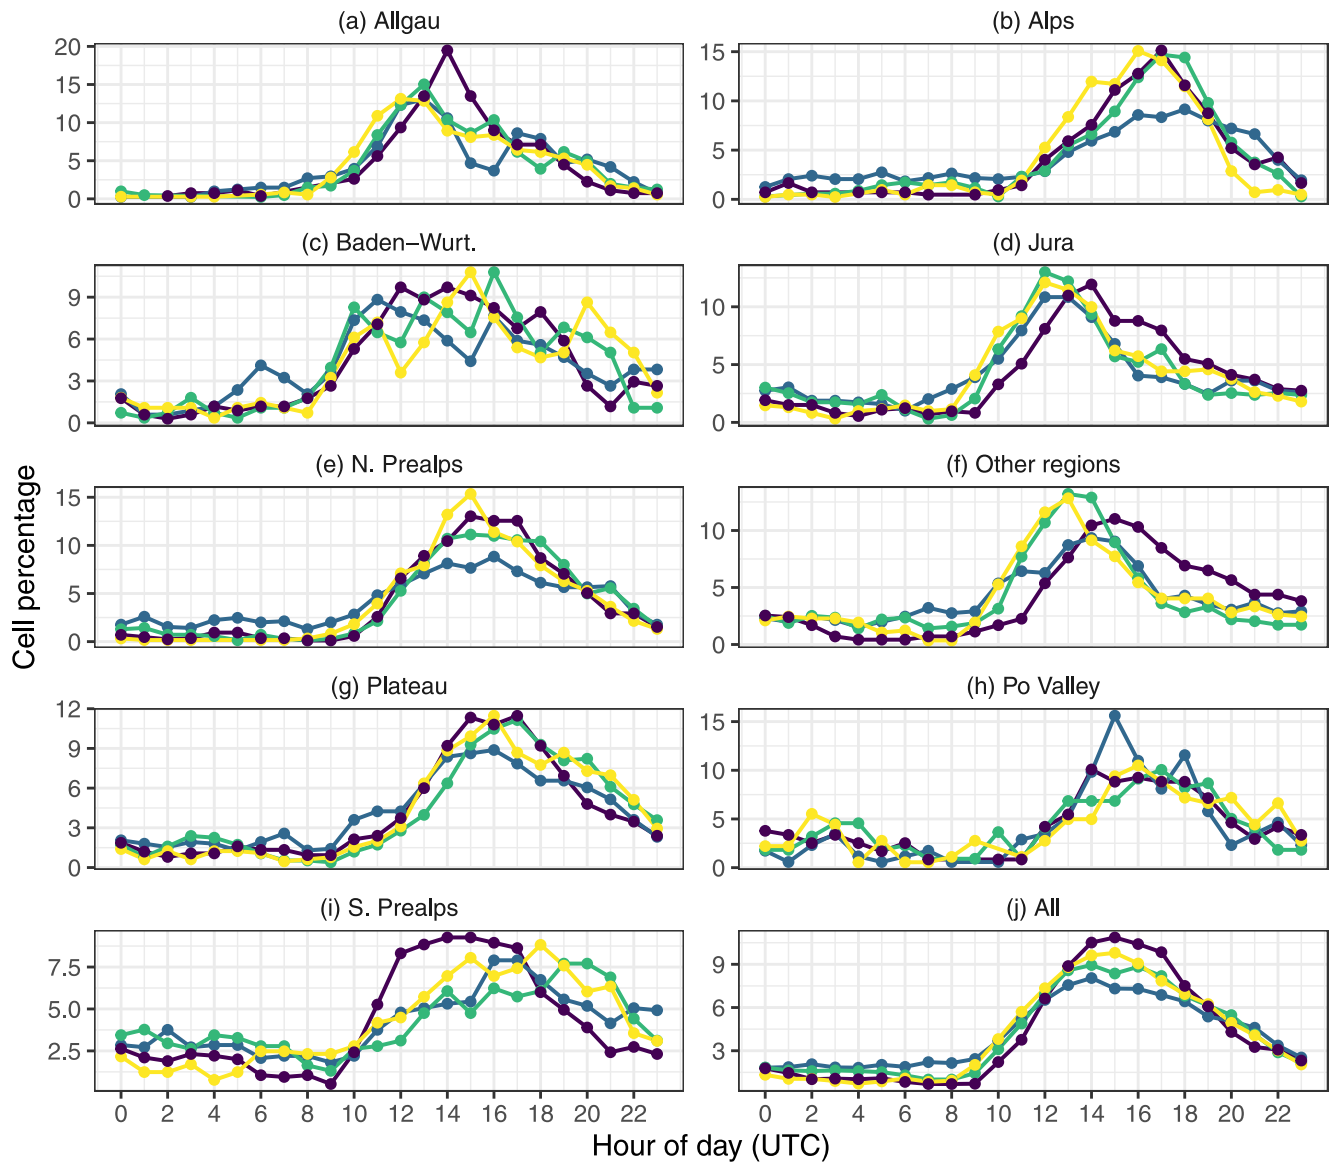 (a) Allgau
(b) Alps
20
15
10
5
0
15
10
5
0
(c) Baden−Wurt.
(d) Jura
9
6
3
0
10
5
0
(e) N. Prealps
(f) Other regions
15
10
5
0
10
5
0
(g) Plateau
(h) Po Valley
12
9
6
3
0
15
10
5
0
(i) S. Prealps
(j) All
7.5
5.0
2.5
9
6
3
0 2 4 6 8 10 12 14 16 18 20 22
0 2 4 6 8 10 12 14 16 18 20 22
Cell percentage
Hour of day (UTC)